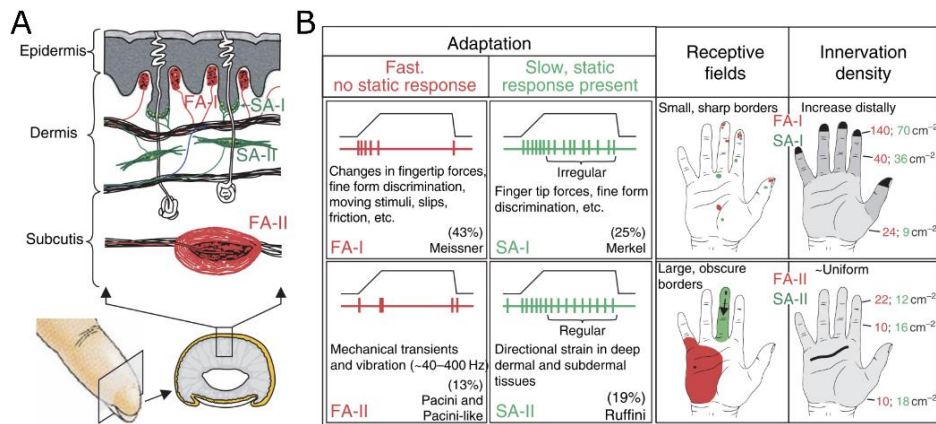 A
Epidermis
Dermis
Subcutis
FA-I
SA-I
SA-II
FA-II
B
Adaptation
Fast.
no static response
Slow, static
response present
Receptive
fields
Innervation
density
Changes in fingertip forces,
fine form discrimination,
moving stimuli, slips,
friction, etc.
(43%)
FA-I Meissner
Irregular
Finger tip forces, fine form
discrimination, etc.
(25%)
SA-I Merkel
Small, sharp borders
FA-I
SA-I
Increase distally
140; 70 cm-2
40; 36 cm-2
24; 9 cm-2
Mechanical transients
and vibration (~40–400 Hz)
(13%)
Pacini and
FA-II Pacini-like
Regular
Directional strain in deep
dermal and subdermal
tissues
(19%)
SA-II Ruffini
Large, obscure
borders
FA-II
SA-II
~Uniform
22; 12 cm-2
10; 16 cm-2
10; 18 cm-2